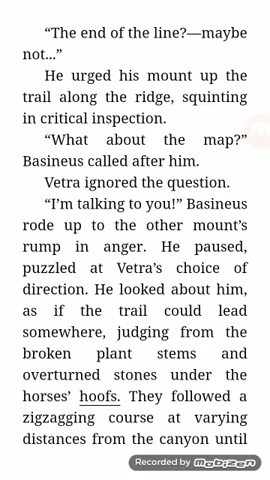 “The end of the line?—maybe
not...”
He urged his mount up the
trail along the ridge, squinting
in critical inspection.
“What about the map?”
Basineus called after him.
Vetra ignored the question.
“I’m talking to you!” Basineus
rode up to the other mount’s
rump in anger. He paused,
puzzled at Vetra’s choice of
direction. He looked about him,
as if the trail could lead
somewhere, judging from the
broken plant stems and
overturned stones under the
horses’ hoofs. They followed a
zigzagging course at varying
distances from the canyon until
Recorded by Mobizen